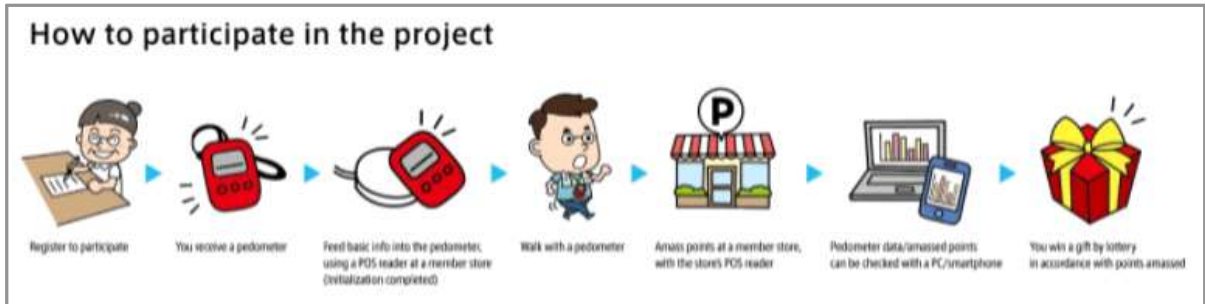 How to participate in the project
P
Register to participate
You receive a pedometer
Feed basic info into the pedometer,
using a POS reader at a member store
(Initialization completed)
Walk with a pedometer
Amass points at a member store,
with the store's POS reader
Pedometer data/amassed points
can be checked with a PC/smartphone
You win a gift by lottery
in accordance with points amassed